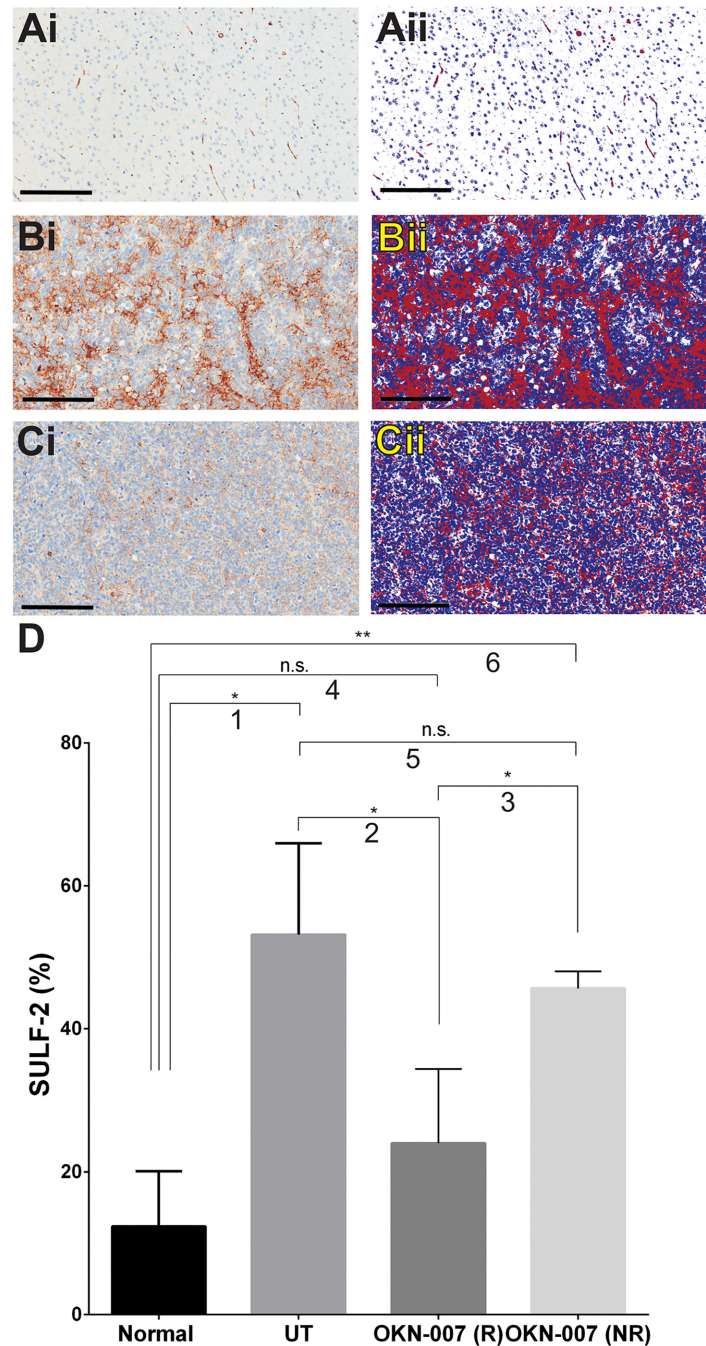 Ai Aii
Bi Bii
Ci Cii
D
**
6
n.s.
4
*
1
n.s.
5
*
3
*
2
80
60
40
20
0
SULF-2 (%)
Normal UT OKN-007 (R) OKN-007 (NR)